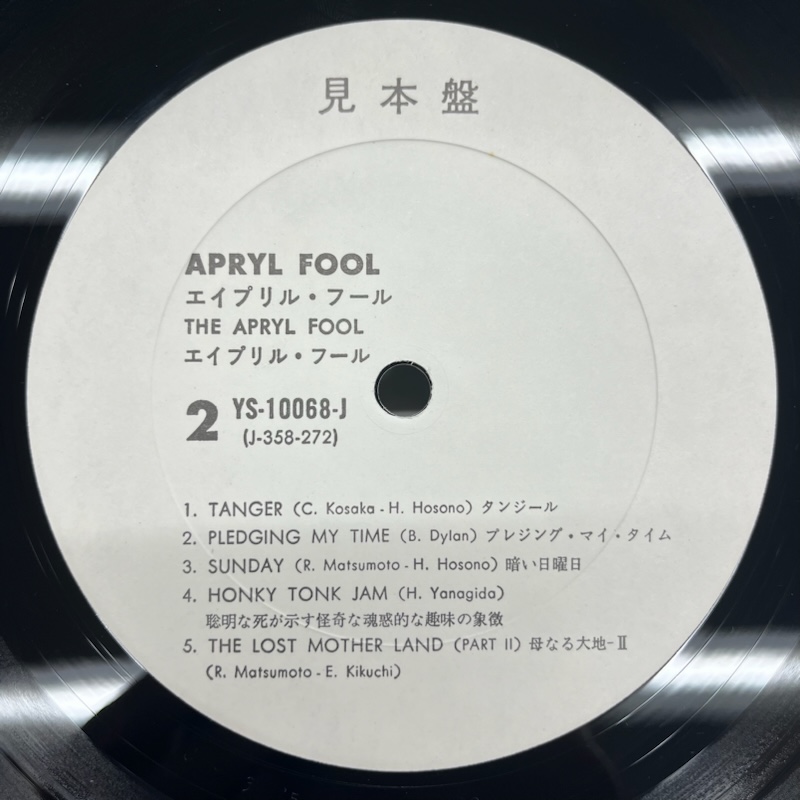 見本盤
APRYL FOOL
エイプリル・フール
THE APRYL FOOL
エイプリル・フール
2 YS-10068-J
(J-358-272)
1. TANGER (C. Kosaka - H. Hosono) タンジール
2. PLEDGING MY TIME (B. Dylan) プレジング・マイ・タイム
3. SUNDAY (R. Matsumoto - H. Hosono) 暗い日曜日
4. HONKY TONK JAM (H. Yanagida)
聡明な死が示す怪奇な魂惑的な趣味の象徴
5. THE LOST MOTHER LAND (PART II) 母なる大地-II
(R. Matsumoto - E. Kikuchi)